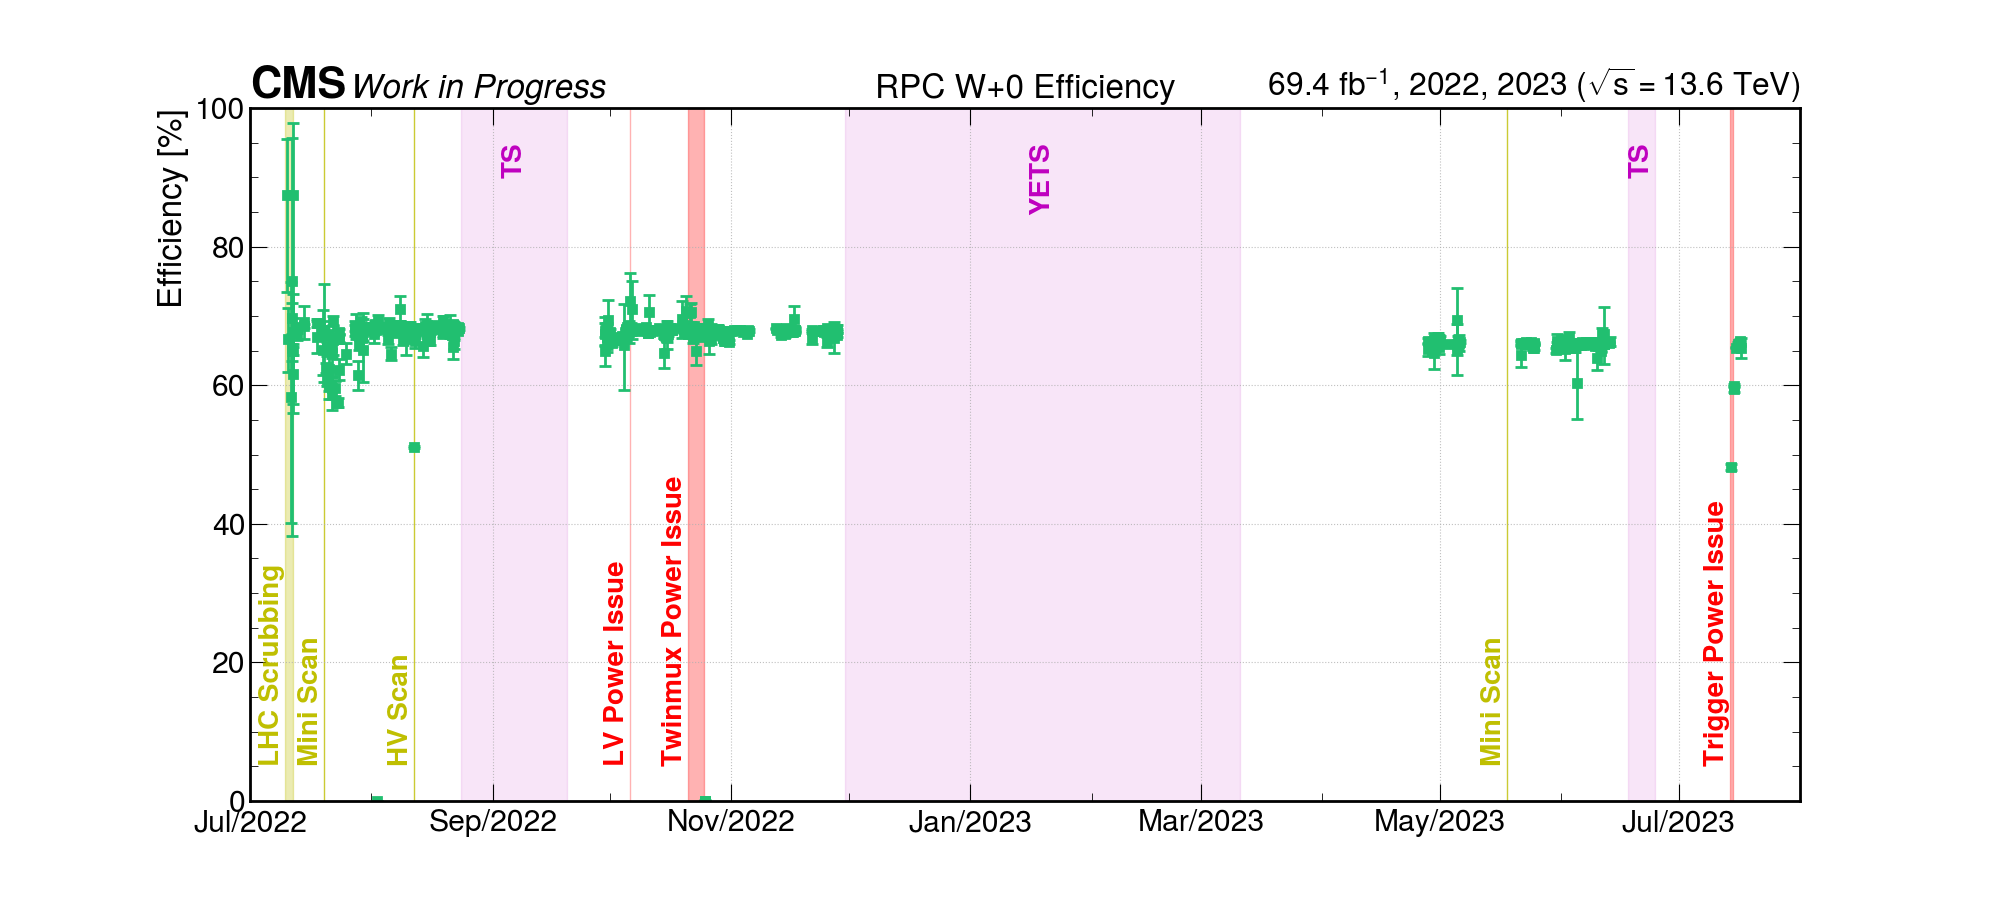 CMS Work in Progress RPC W+0 Efficiency 69.4 fb⁻¹, 2022, 2023 (√s = 13.6 TeV)
Efficiency [%]
100
80
60
40
20
0
LHC Scrubbing
Mini Scan
HV Scan
TS
LV Power Issue
Twinmux Power Issue
YETS
Mini Scan
TS
Trigger Power Issue
Jul/2022 Sep/2022 Nov/2022 Jan/2023 Mar/2023 May/2023 Jul/2023